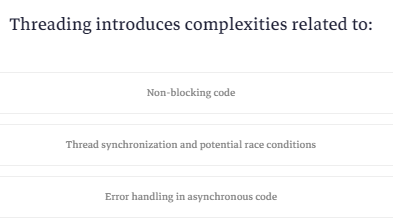 Threading introduces complexities related to:
Non-blocking code
Thread synchronization and potential race conditions
Error handling in asynchronous code